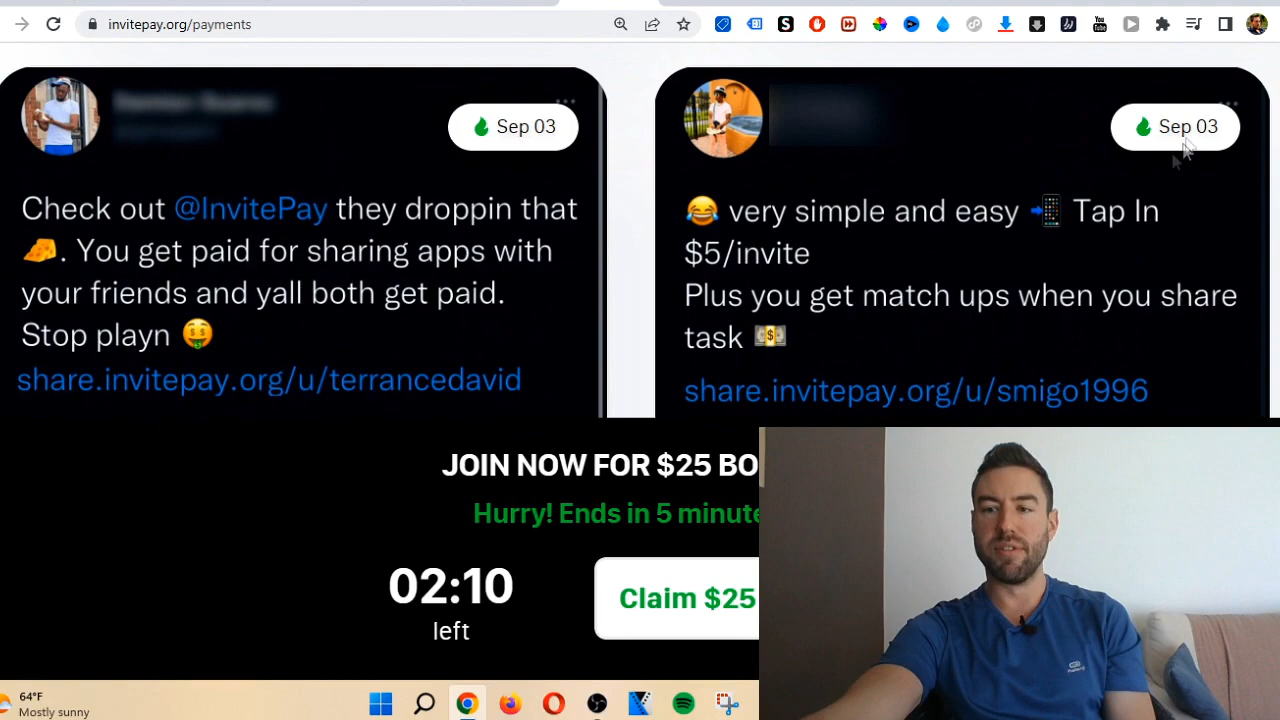 invitepay.org/payments
Sep 03
Check out @InvitePay they droppin that
🧀. You get paid for sharing apps with
your friends and yall both get paid.
Stop playn 🤑
share.invitepay.org/u/terrancedavid
Sep 03
😂 very simple and easy 📲 Tap In
$5/invite
Plus you get match ups when you share
task 💵
share.invitepay.org/u/smigo1996
JOIN NOW FOR $25 BO
Hurry! Ends in 5 minute
02:10
left
Claim $25
64°F
Mostly sunny